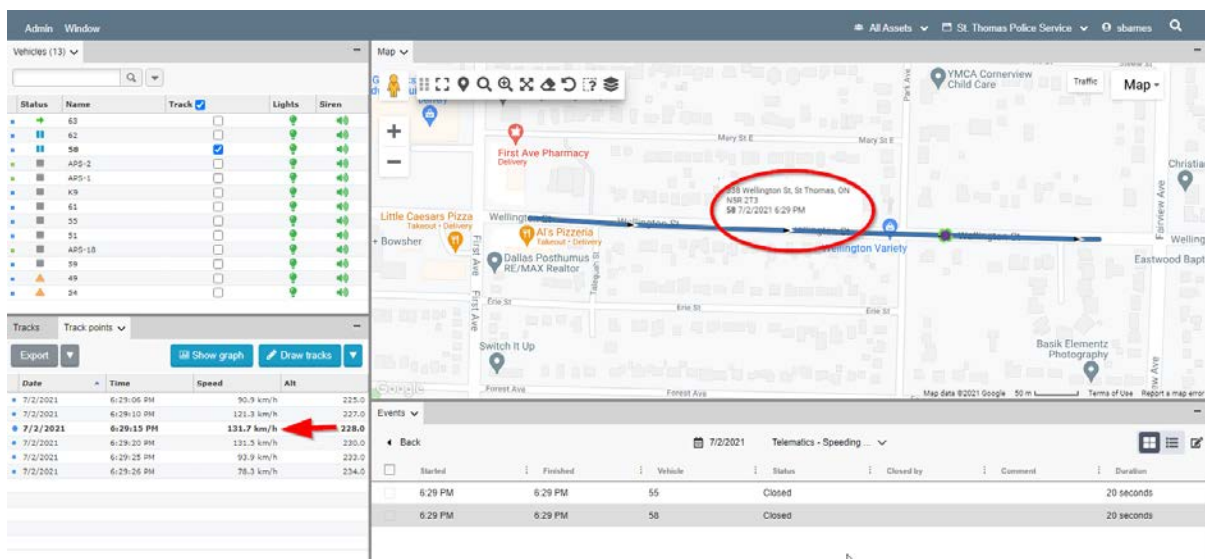 Admin Window All Assets St. Thomas Police Service sbarnes
Vehicles (13)
Status Name Track Lights Siren
63
62
58
APS-2
APS-1
K9
61
55
51
APS-18
59
49
54
Tracks Track points
Export Show graph Draw tracks
Date Time Speed Alt
7/2/2021 6:29:06 PM 90.9 km/h 225.0
7/2/2021 6:29:10 PM 121.3 km/h 227.0
7/2/2021 6:29:15 PM 131.7 km/h 228.0
7/2/2021 6:29:20 PM 131.5 km/h 230.0
7/2/2021 6:29:25 PM 93.9 km/h
7/2/2021 6:29:26 PM 78.3 km/h 234.0
Map
YMCA Cornerview
Child Care
Traffic
Map
Park Ave
Mary St E
Mary St E
First Ave Pharmacy
Delivery
338 Wellington St, St Thomas, ON
N5R 2T3
58 7/2/2021 6:29 PM
Christia
Fairview Ave
Little Caesars Pizza
Takeout • Delivery
Wellington St
Wellington St
Wellington St
Wellington St
Al's Pizzeria
Takeout • Delivery
Wellington Variety
Welling
+ Bowsher
First Ave
Dallas Posthumus
RE/MAX Realtor
Eastwood Bapt
Erie St
Erie St
Erie St
First Ave
Switch It Up
Basik Elementz
Photography
Forest Ave
Forest Ave
Map data ©2021 Google 50 m Terms of Use Report a map error
Events
Back 7/2/2021 Telematics - Speeding ...
Started Finished Vehicle Status Closed by Comment Duration
6:29 PM 6:29 PM 55 Closed 20 seconds
6:29 PM 6:29 PM 58 Closed 20 seconds